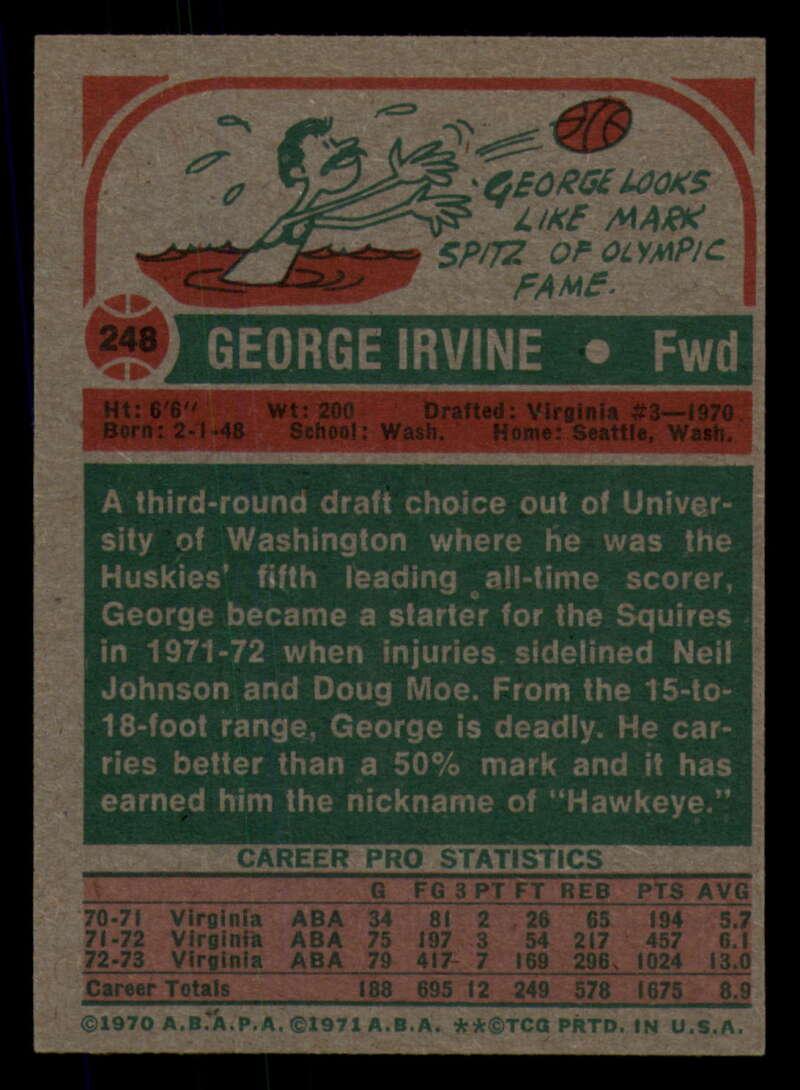 GEORGE LOOKS
LIKE MARK
SPITZ OF OLYMPIC
FAME.
248 GEORGE IRVINE • Fwd
Ht: 6'6" Wt: 200 Drafted: Virginia #3—1970
Born: 2-1-48 School: Wash. Home: Seattle, Wash.
A third-round draft choice out of Univer-
sity of Washington where he was the
Huskies' fifth leading all-time scorer,
George became a starter for the Squires
in 1971-72 when injuries sidelined Neil
Johnson and Doug Moe. From the 15-to-
18-foot range, George is deadly. He car-
ries better than a 50% mark and it has
earned him the nickname of "Hawkeye."
CAREER PRO STATISTICS
G FG 3 PT FT REB PTS AVG
70-71 Virginia ABA 34 81 2 26 65 194 5.7
71-72 Virginia ABA 75 197 3 54 217 457 6.1
72-73 Virginia ABA 79 417 7 169 296 1024 13.0
Career Totals 188 695 12 249 578 1675 8.9
©1970 A.B.A.P.A. ©1971 A.B.A. **©TCG PRTD. IN U.S.A.